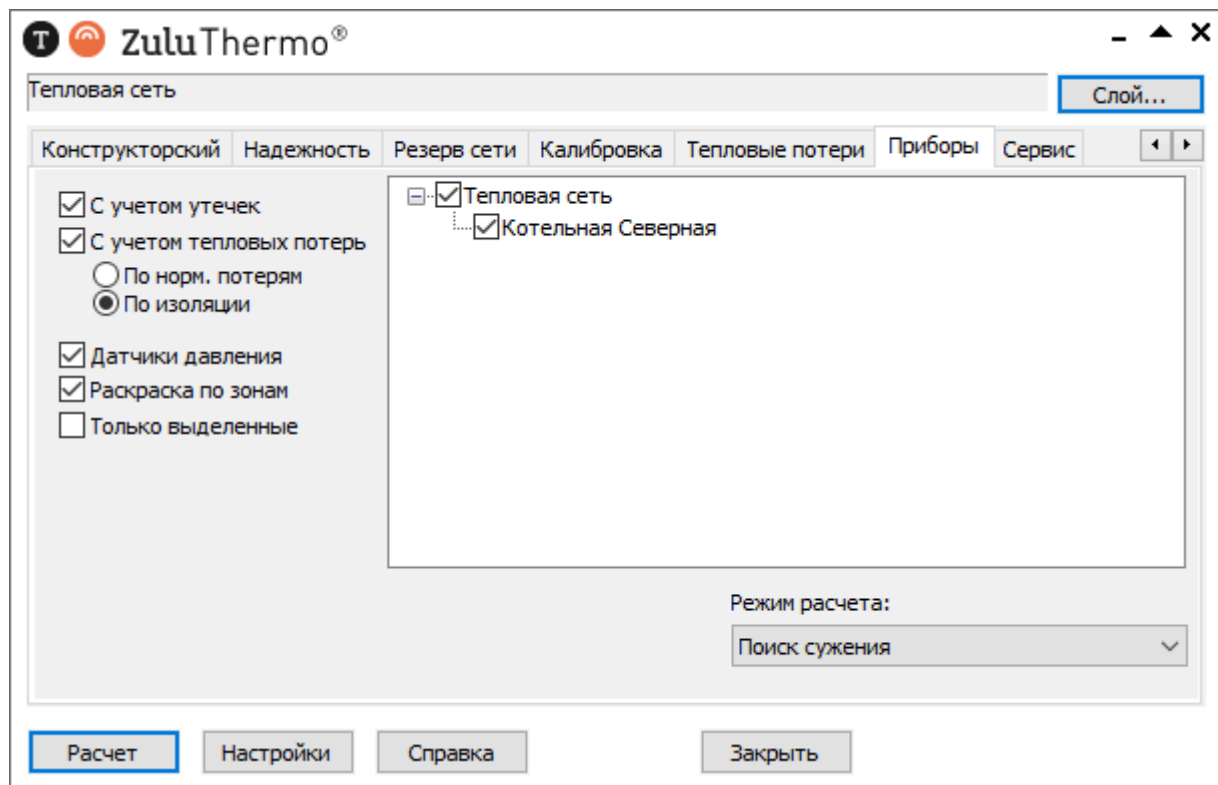 ZuluThermo®
Тепловая сеть
Слой...
Конструкторский Надежность Резерв сети Калибровка Тепловые потери Приборы Сервис
С учетом утечек
С учетом тепловых потерь
По норм. потерям
По изоляции
Датчики давления
Раскраска по зонам
Только выделенные
Тепловая сеть
Котельная Северная
Режим расчета:
Поиск сужения
Расчет Настройки Справка Закрыть